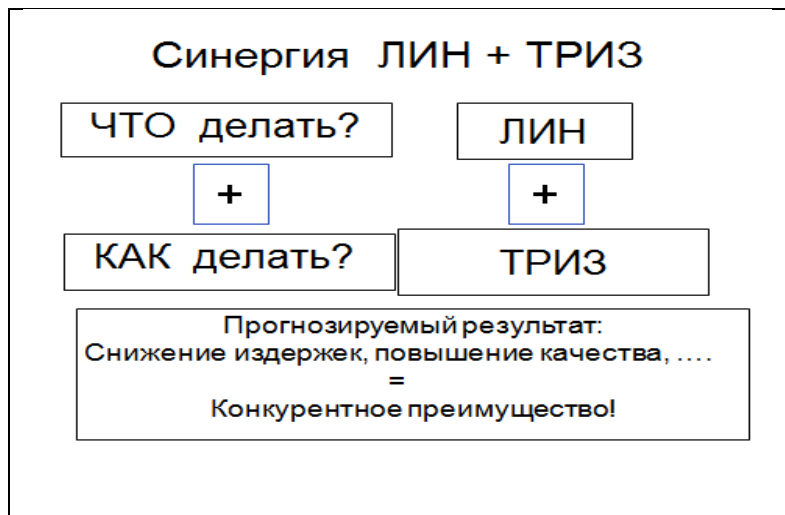 Синергия ЛИН + ТРИЗ
ЧТО делать? ЛИН
+ +
КАК делать? ТРИЗ
Прогнозируемый результат:
Снижение издержек, повышение качества, ….
=
Конкурентное преимущество!